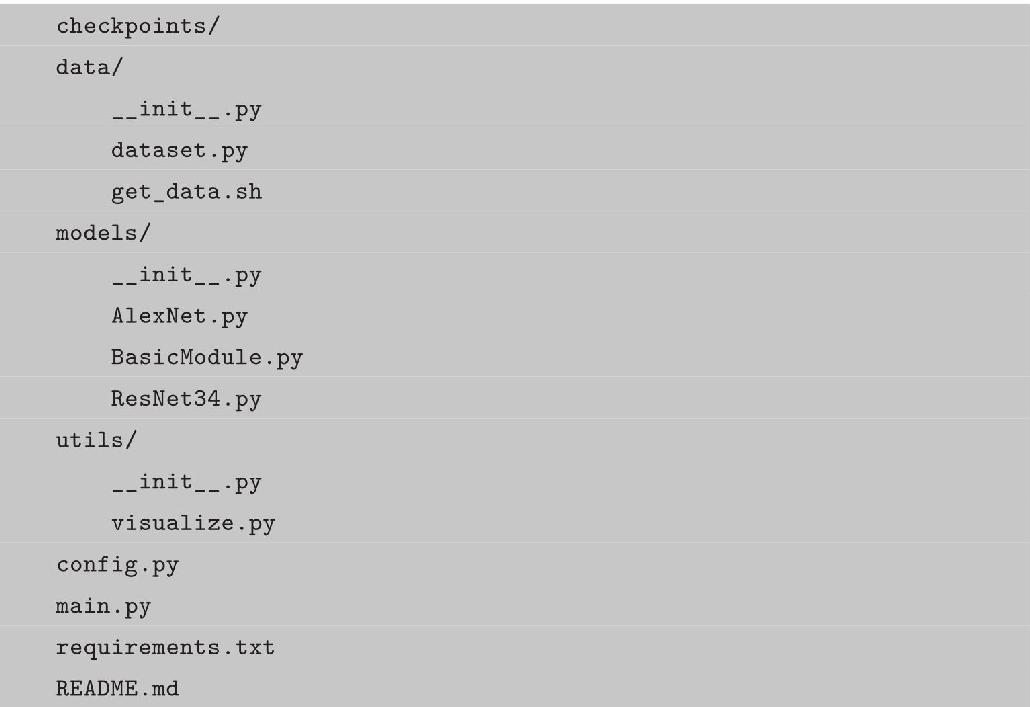 checkpoints/
data/
__init__.py
dataset.py
get_data.sh
models/
__init__.py
AlexNet.py
BasicModule.py
ResNet34.py
utils/
__init__.py
visualize.py
config.py
main.py
requirements.txt
README.md